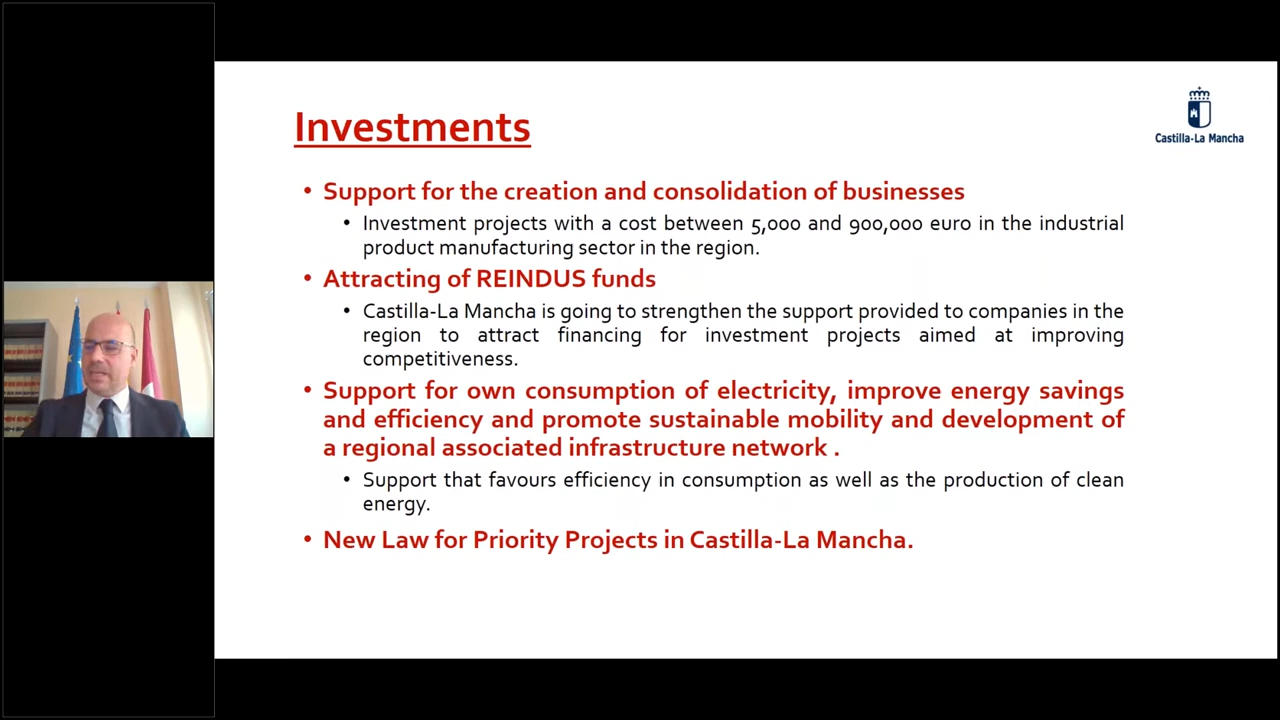 Investments
Castilla-La Mancha
• Support for the creation and consolidation of businesses
• Investment projects with a cost between 5,000 and 900,000 euro in the industrial
product manufacturing sector in the region.
• Attracting of REINDUS funds
• Castilla-La Mancha is going to strengthen the support provided to companies in the
region to attract financing for investment projects aimed at improving
competitiveness.
• Support for own consumption of electricity, improve energy savings
and efficiency and promote sustainable mobility and development of
a regional associated infrastructure network .
• Support that favours efficiency in consumption as well as the production of clean
energy.
• New Law for Priority Projects in Castilla-La Mancha.